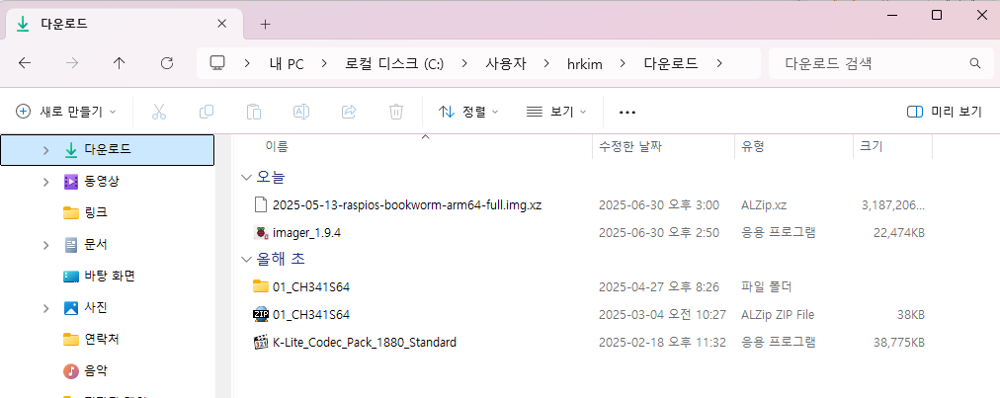 다운로드
내 PC > 로컬 디스크 (C:) > 사용자 > hrkim > 다운로드 >
다운로드 검색
새로 만들기
정렬
보기
미리 보기
다운로드
동영상
링크
문서
바탕 화면
사진
연락처
음악
이름 수정한 날짜 유형 크기
오늘
2025-05-13-raspios-bookworm-arm64-full.img.xz 2025-06-30 오후 3:00 ALZip.xz 3,187,206...
imager_1.9.4 2025-06-30 오후 2:50 응용 프로그램 22,474KB
올해 초
01_CH341S64 2025-04-27 오후 8:26 파일 폴더
01_CH341S64 2025-03-04 오전 10:27 ALZip ZIP File 38KB
K-Lite_Codec_Pack_1880_Standard 2025-02-18 오후 11:32 응용 프로그램 38,775KB